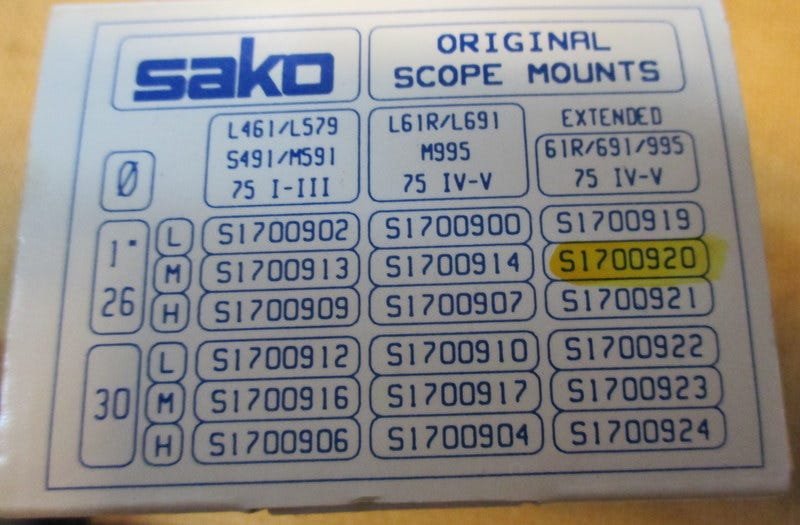 sako
ORIGINAL
SCOPE MOUNTS
Ø
L461/L579
S491/M591
75 I-III
L61R/L691
M995
75 IV-V
EXTENDED
61R/691/995
75 IV-V
1" 26
L S1700902 S1700900 S1700919
M S1700913 S1700914 S1700920
H S1700909 S1700907 S1700921
30
L S1700912 S1700910 S1700922
M S1700916 S1700917 S1700923
H S1700906 S1700904 S1700924